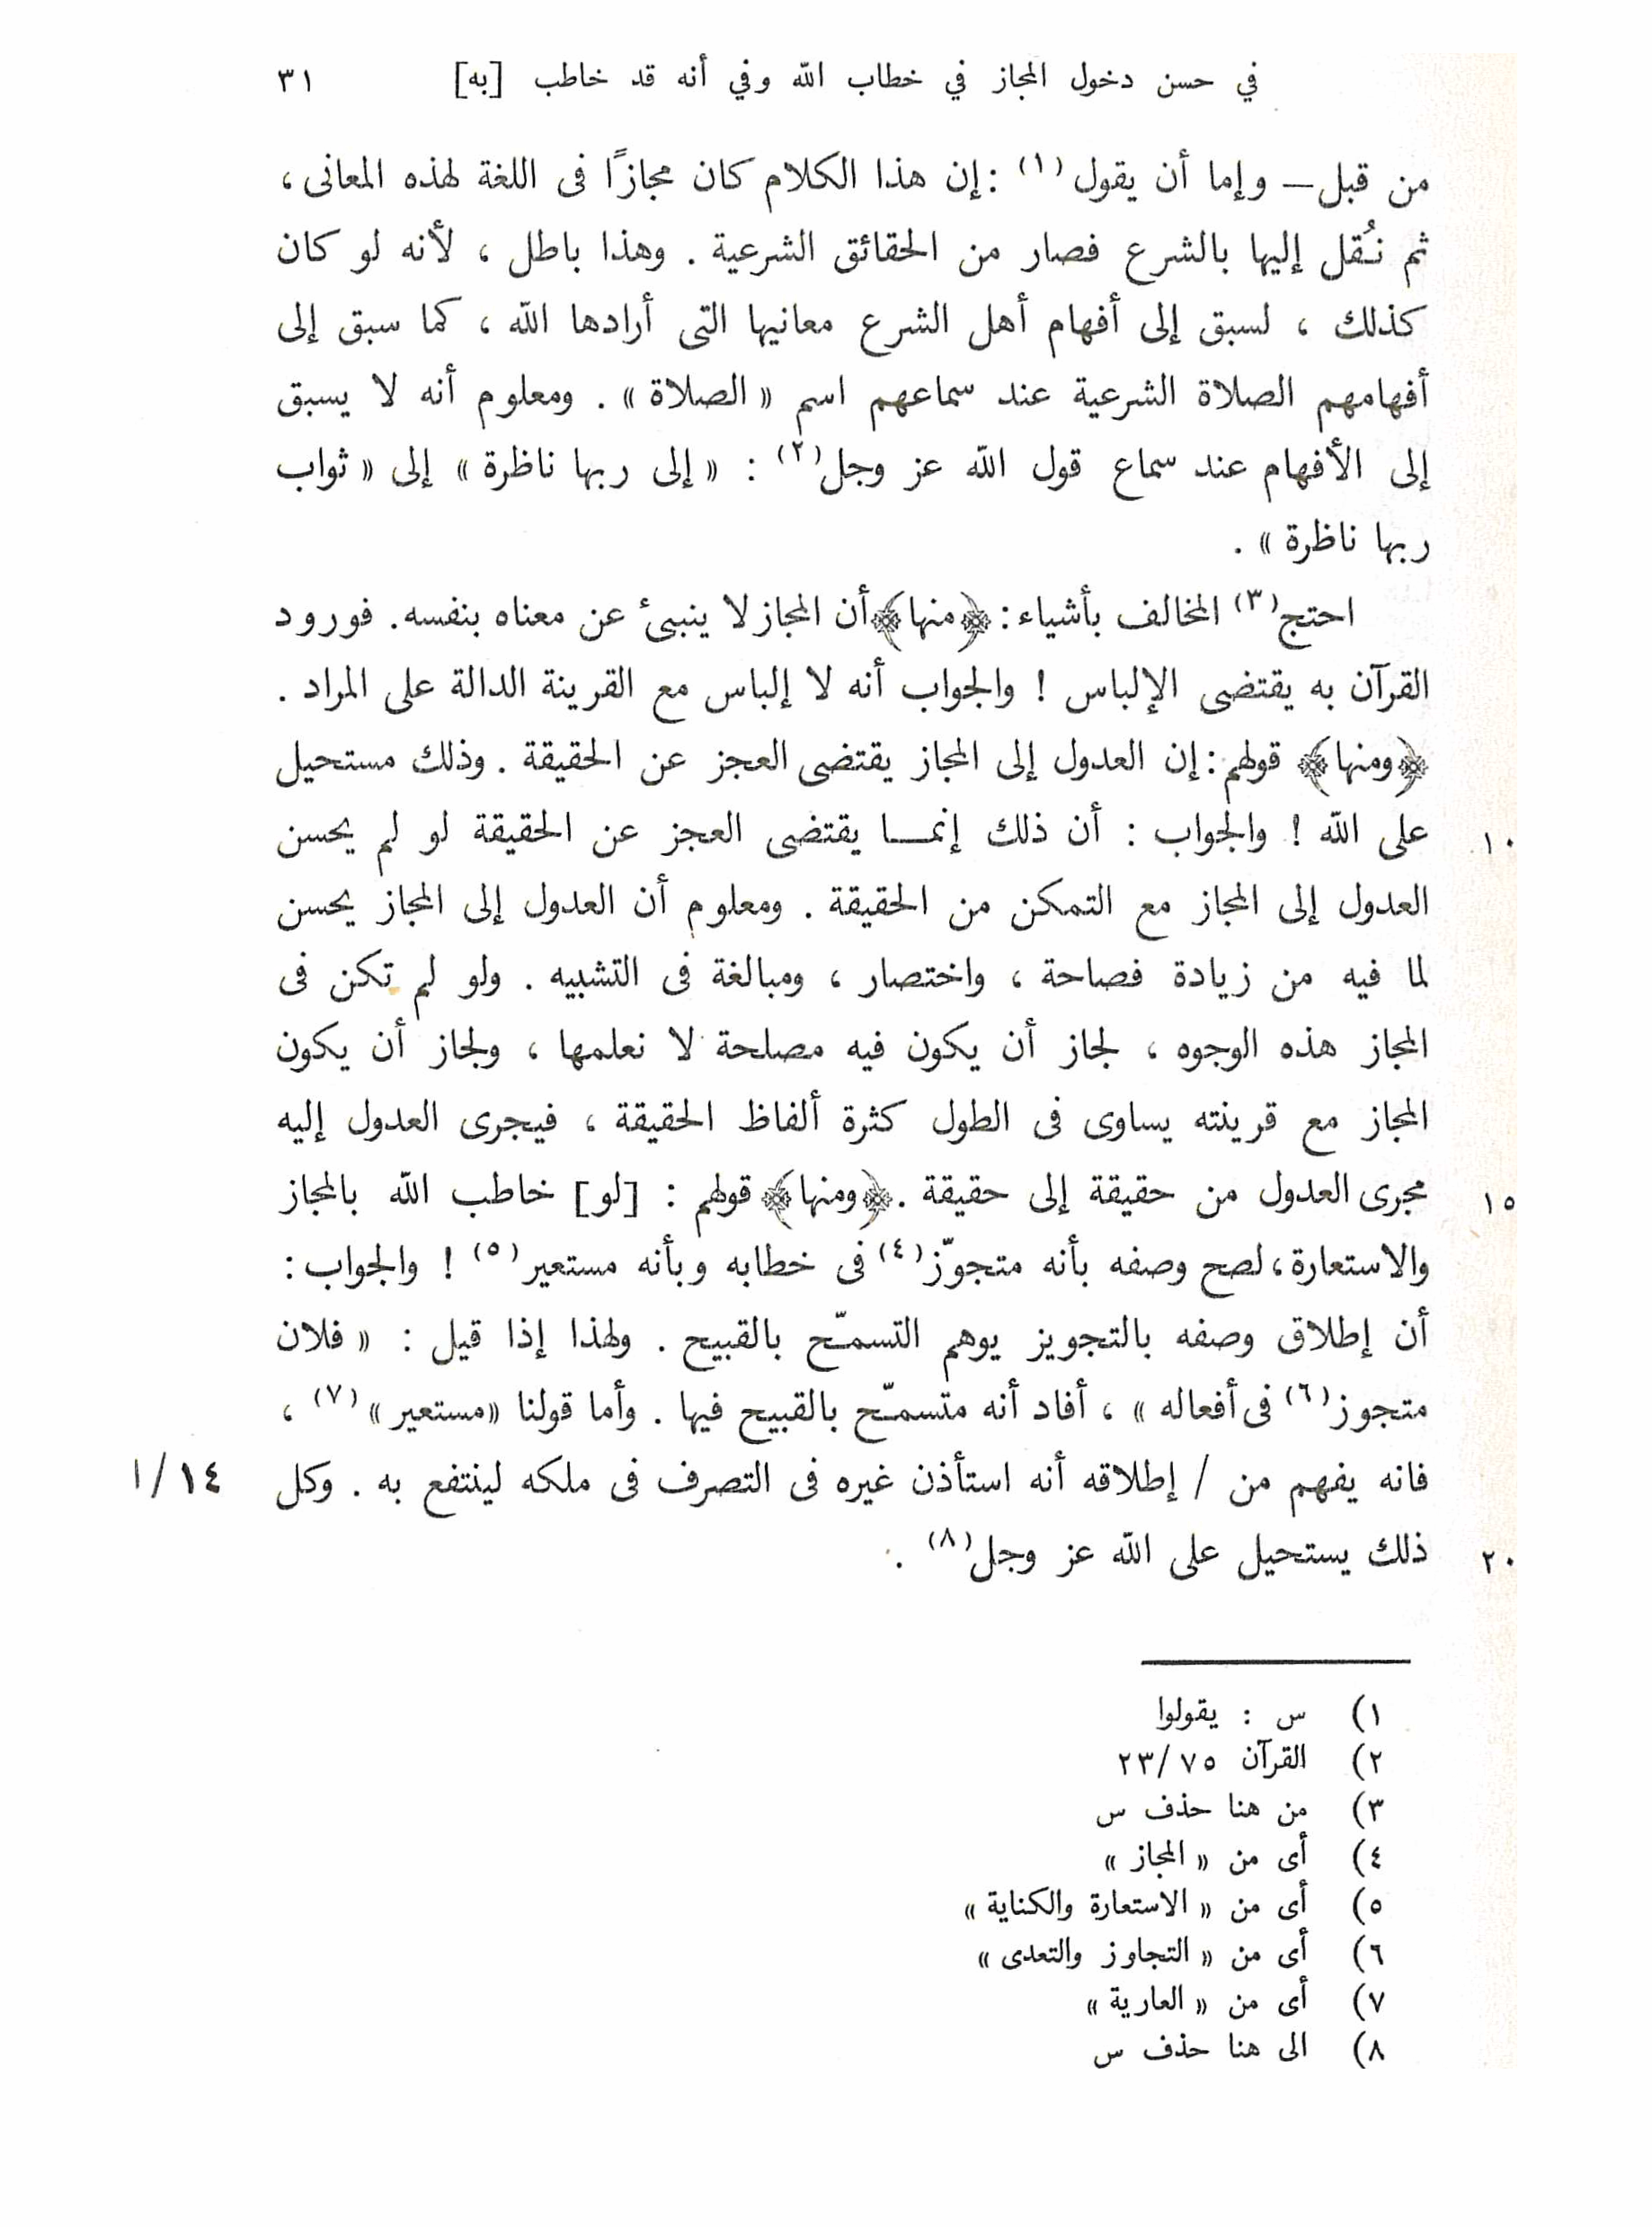 في حسن دخول المجاز في خطاب الله وفي أنه قد خاطب [به] ٣١
من قبل — وإما أن يقول (١) : إن هذا الكلام كان مجازًا فى اللغة لهذه المعانى ،
ثم نُقل إليها بالشرع فصار من الحقائق الشرعية . وهذا باطل ، لأنه لو كان
كذلك ، لسبق إلى أفهام أهل الشرع معانيها التى أرادها الله ، كما سبق إلى
أفهامهم الصلاة الشرعية عند سماعهم اسم « الصلاة » . ومعلوم أنه لا يسبق
إلى الأفهام عند سماع قول الله عز وجل (٢) : « إلى ربها ناظرة » إلى « ثواب
ربها ناظرة » .
احتج (٣) المخالف بأشياء : ﴿منها﴾ أن المجاز لا ينبئ عن معناه بنفسه . فورود
القرآن به يقتضى الإلباس ! والجواب أنه لا إلباس مع القرينة الدالة على المراد .
﴿ومنها﴾ قولهم : إن العدول إلى المجاز يقتضى العجز عن الحقيقة . وذلك مستحيل
على الله ! والجواب : أن ذلك إنمـا يقتضى العجز عن الحقيقة لو لم يحسن ١٠
العدول إلى المجاز مع التمكن من الحقيقة . ومعلوم أن العدول إلى المجاز يحسن
لما فيه من زيادة فصاحة ، واختصار ، ومبالغة فى التشبيه . ولو لم تكن فى
المجاز هذه الوجوه ، لجاز أن يكون فيه مصلحة لا نعلمها ، ولجاز أن يكون
المجاز مع قرينته يساوى فى الطول كثرة ألفاظ الحقيقة ، فيجرى العدول إليه
مجرى العدول من حقيقة إلى حقيقة . ﴿ومنها﴾ قولهم : [لو] خاطب الله بالمجاز ١٥
والاستعارة ، لصح وصفه بأنه متجوّز (٤) فى خطابه وبأنه مستعير (٥) ! والجواب :
أن إطلاق وصفه بالتجويز يوهم التسمّح بالقبيح . ولهذا إذا قيل : « فلان
متجوز (٦) فى أفعاله » ، أفاد أنه متسمّح بالقبيح فيها . وأما قولنا «مستعير» (٧) ،
فانه يفهم من / إطلاقه أنه استأذن غيره فى التصرف فى ملكه لينتفع به . وكل ١٤/ا
ذلك يستحيل على الله عز وجل (٨) . ٢٠
١) س : يقولوا
٢) القرآن ٢٣/٧٥
٣) من هنا حذف س
٤) أى من « المجاز »
٥) أى من « الاستعارة والكناية »
٦) أى من « التجاوز والتعدى »
٧) أى من « العارية »
٨) الى هنا حذف س